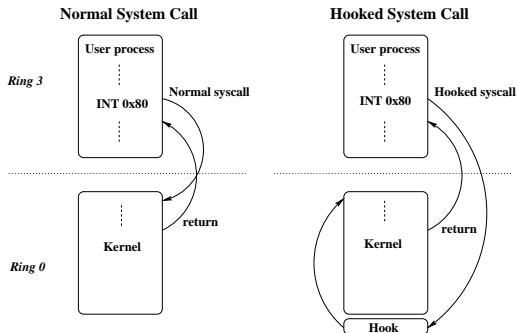 Normal System Call
Hooked System Call
User process
User process
Ring 3
Normal syscall
Hooked syscall
INT 0x80
INT 0x80
return
return
Kernel
Kernel
Ring 0
Hook